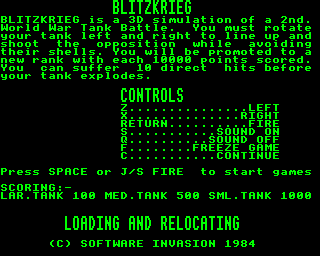 BLITZKRIEG
BLITZKRIEG is a 3D simulation of a 2nd.
World War Tank Battle. You must rotate
your tank left and right to line up and
shoot the opposition while avoiding
their shells. You will be promoted to a
new rank with each 10000 points scored.
You can suffer 10 direct hits before
your tank explodes.
CONTROLS
Z...............LEFT
X..............RIGHT
RETURN..........FIRE
S...........SOUND ON
Q..........SOUND OFF
F........FREEZE GAME
C...........CONTINUE
Press SPACE or J/S FIRE to start games
SCORING:-
LAR.TANK 100 MED.TANK 500 SML.TANK 1000
LOADING AND RELOCATING
(C) SOFTWARE INVASION 1984